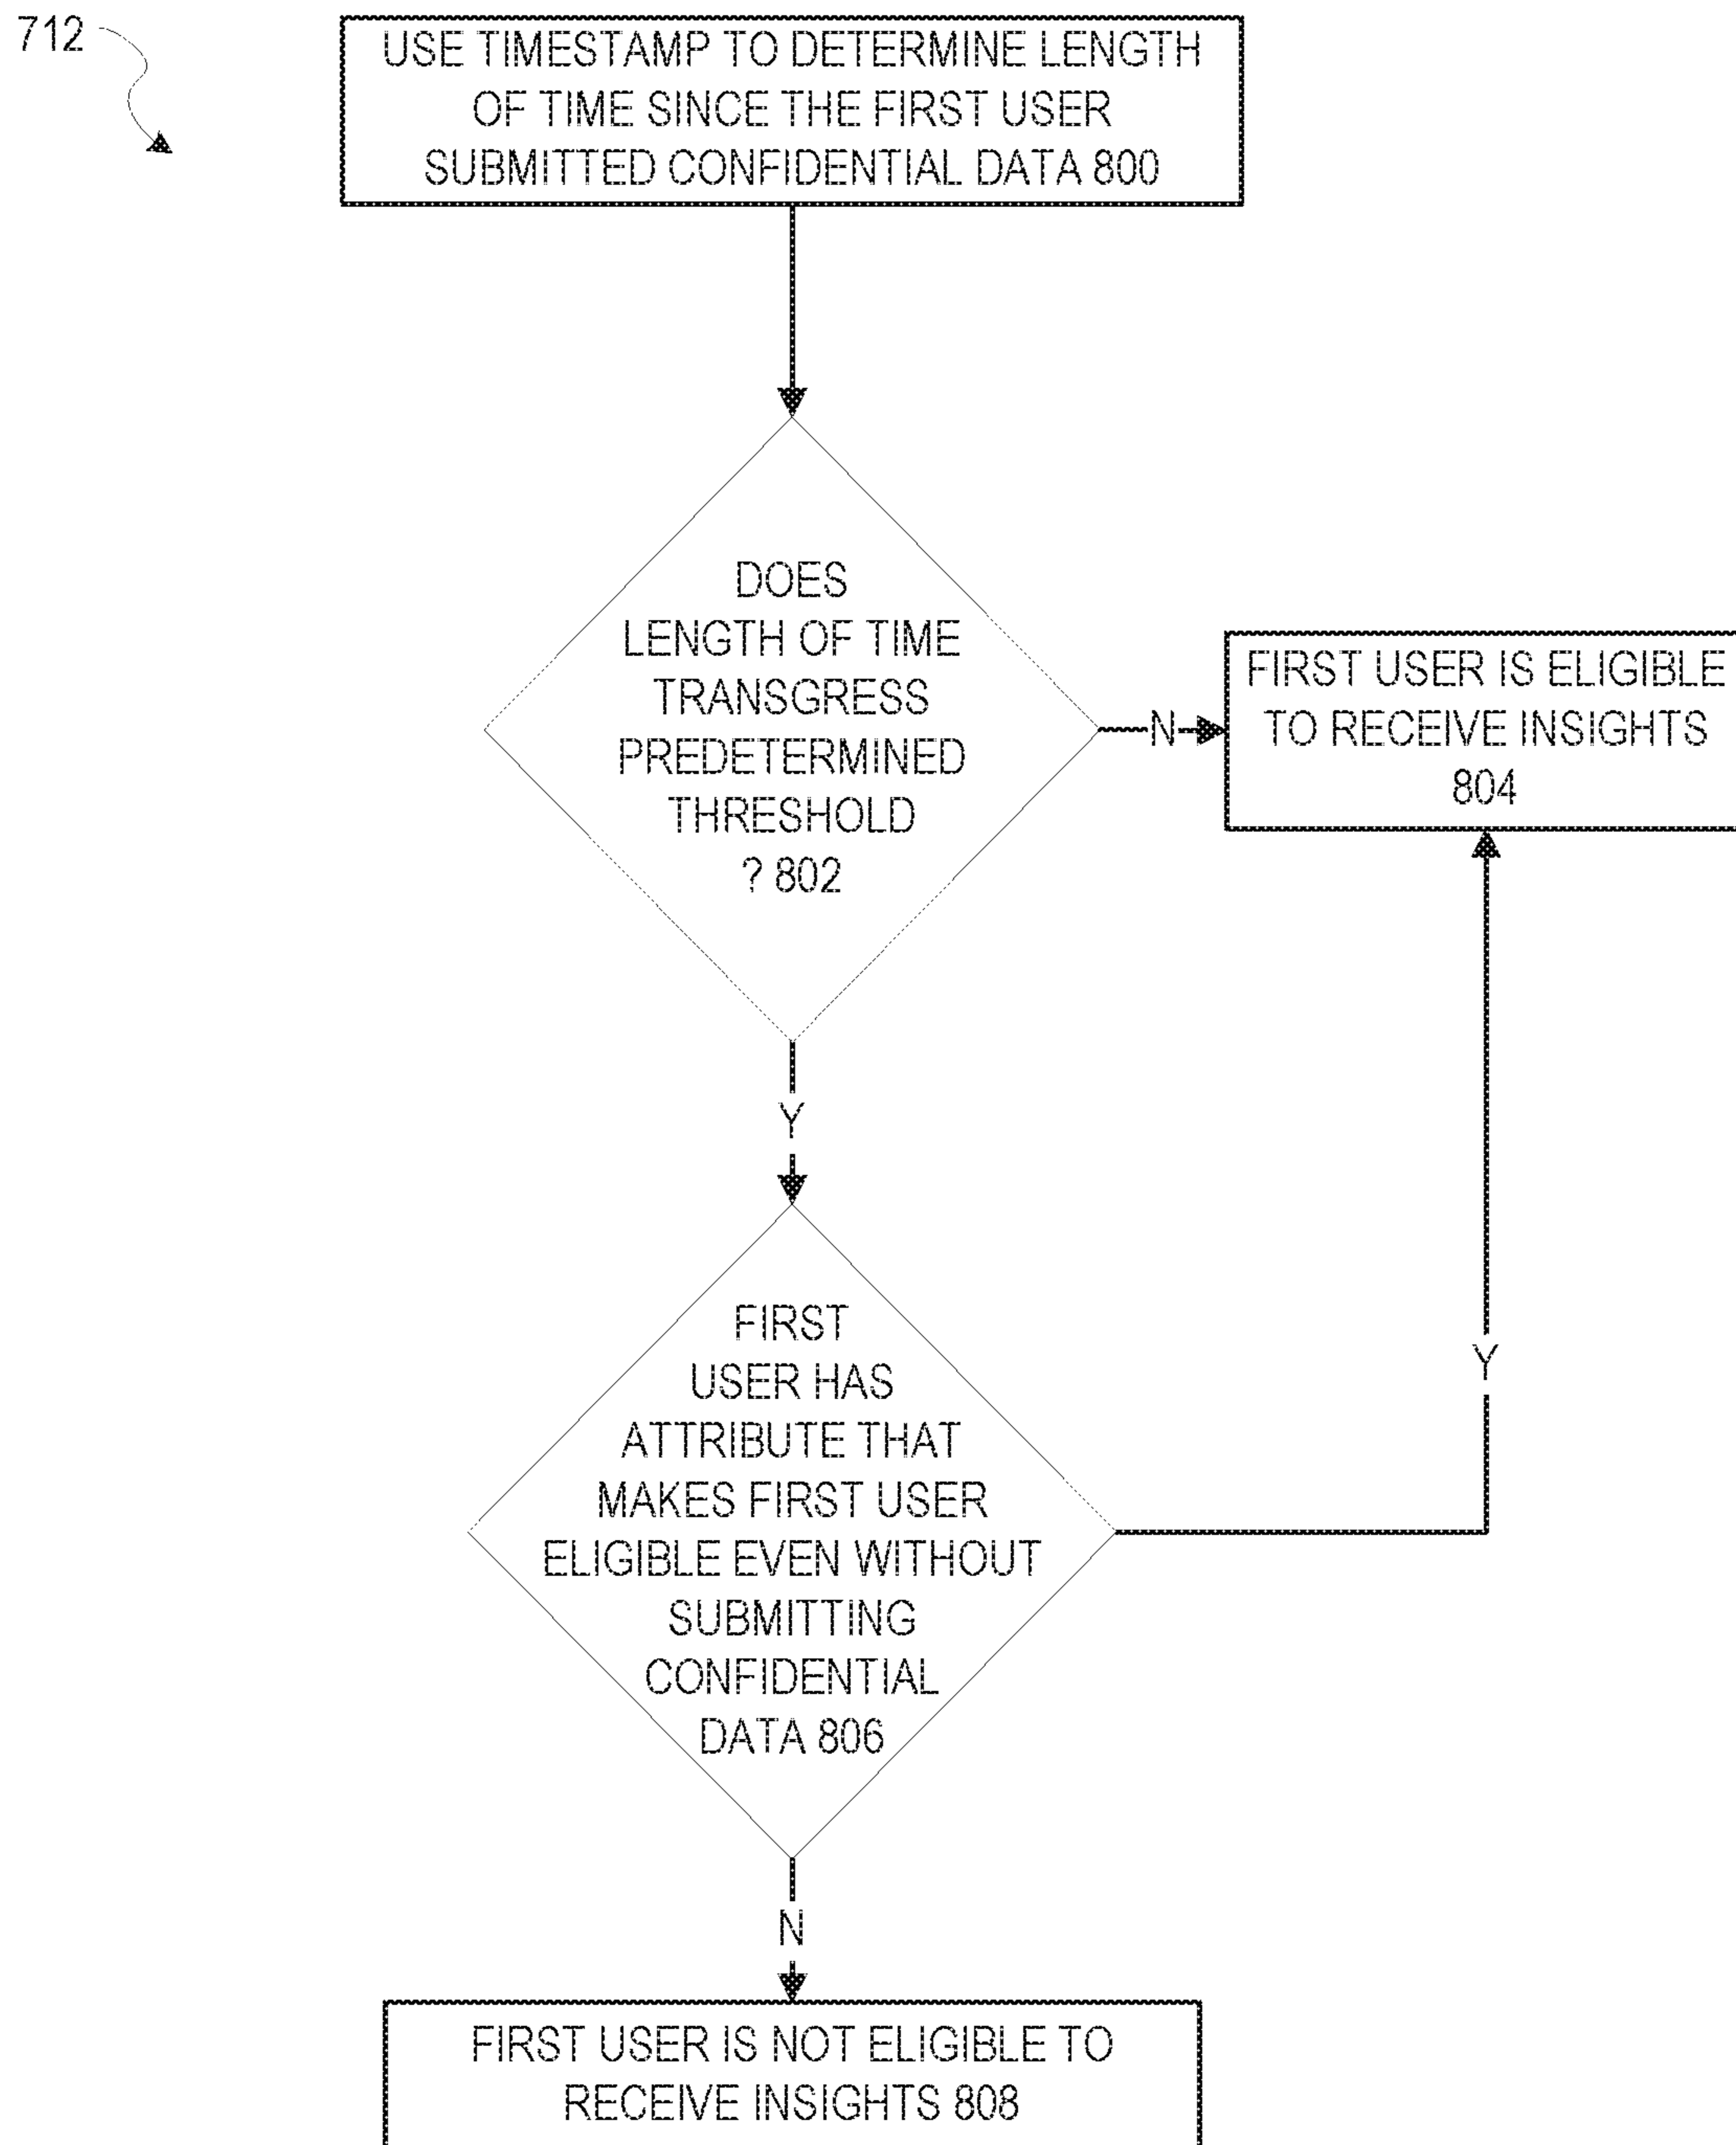 712
USE TIMESTAMP TO DETERMINE LENGTH
OF TIME SINCE THE FIRST USER
SUBMITTED CONFIDENTIAL DATA 800
DOES
LENGTH OF TIME
TRANSGRESS
PREDETERMINED
THRESHOLD
? 802
N
FIRST USER IS ELIGIBLE
TO RECEIVE INSIGHTS
804
Y
FIRST
USER HAS
ATTRIBUTE THAT
MAKES FIRST USER
ELIGIBLE EVEN WITHOUT
SUBMITTING
CONFIDENTIAL
DATA 806
Y
N
FIRST USER IS NOT ELIGIBLE TO
RECEIVE INSIGHTS 808